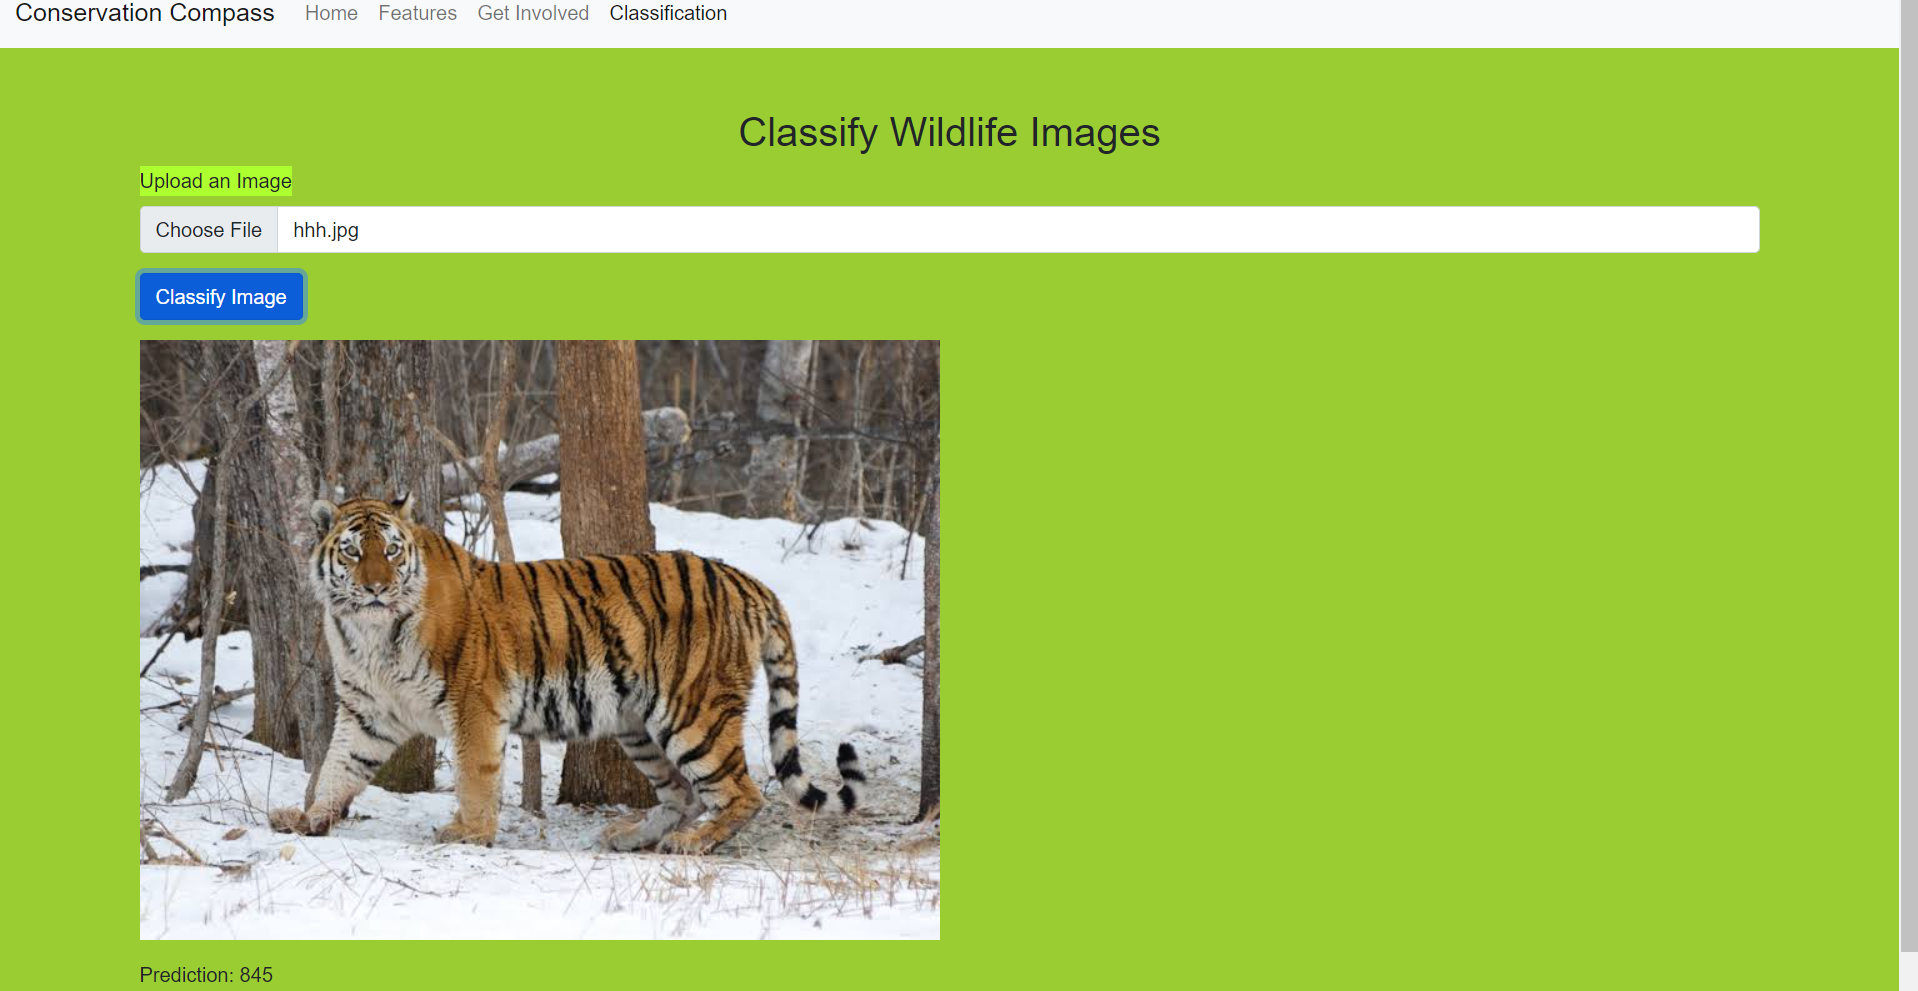 Conservation Compass Home Features Get Involved Classification
Classify Wildlife Images
Upload an Image
Choose File hhh.jpg
Classify Image
Prediction: 845